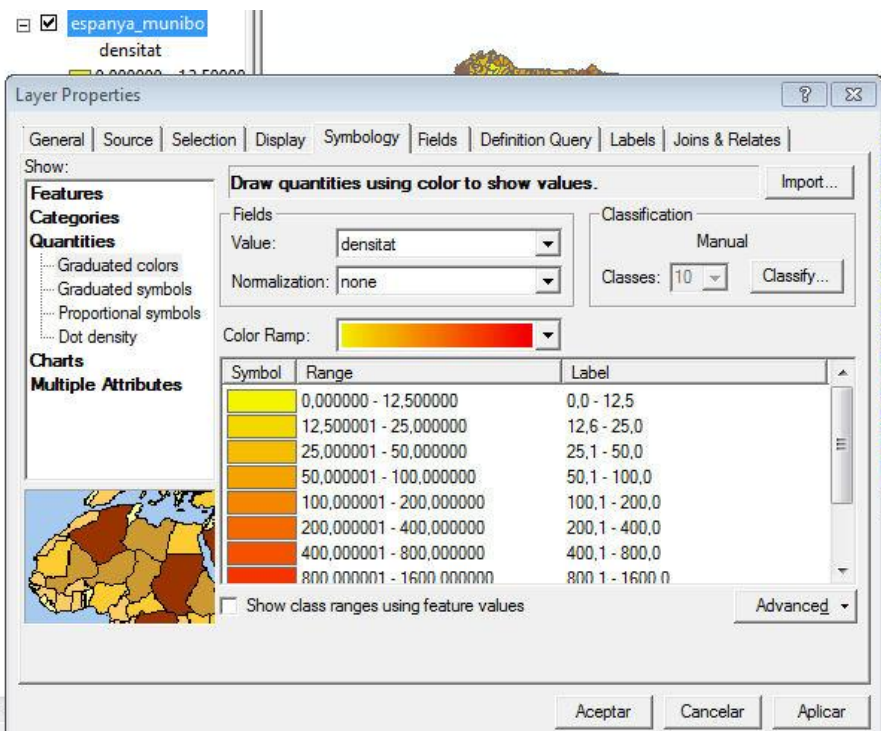 espanya_munibo
densitat
0,000000 - 12,50000
Layer Properties
General Source Selection Display Symbology Fields Definition Query Labels Joins & Relates
Show:
Features
Categories
Quantities
Graduated colors
Graduated symbols
Proportional symbols
Dot density
Charts
Multiple Attributes
Draw quantities using color to show values.
Import...
Fields
Value: densitat
Normalization: none
Classification
Manual
Classes: 10 Classify...
Color Ramp:
Symbol Range Label
0,000000 - 12,500000 0,0 - 12,5
12,500001 - 25,000000 12,6 - 25,0
25,000001 - 50,000000 25,1 - 50,0
50,000001 - 100,000000 50,1 - 100,0
100,000001 - 200,000000 100,1 - 200,0
200,000001 - 400,000000 200,1 - 400,0
400,000001 - 800,000000 400,1 - 800,0
800,000001 - 1600,000000 800,1 - 1600,0
Show class ranges using feature values
Advanced
Aceptar Cancelar Aplicar